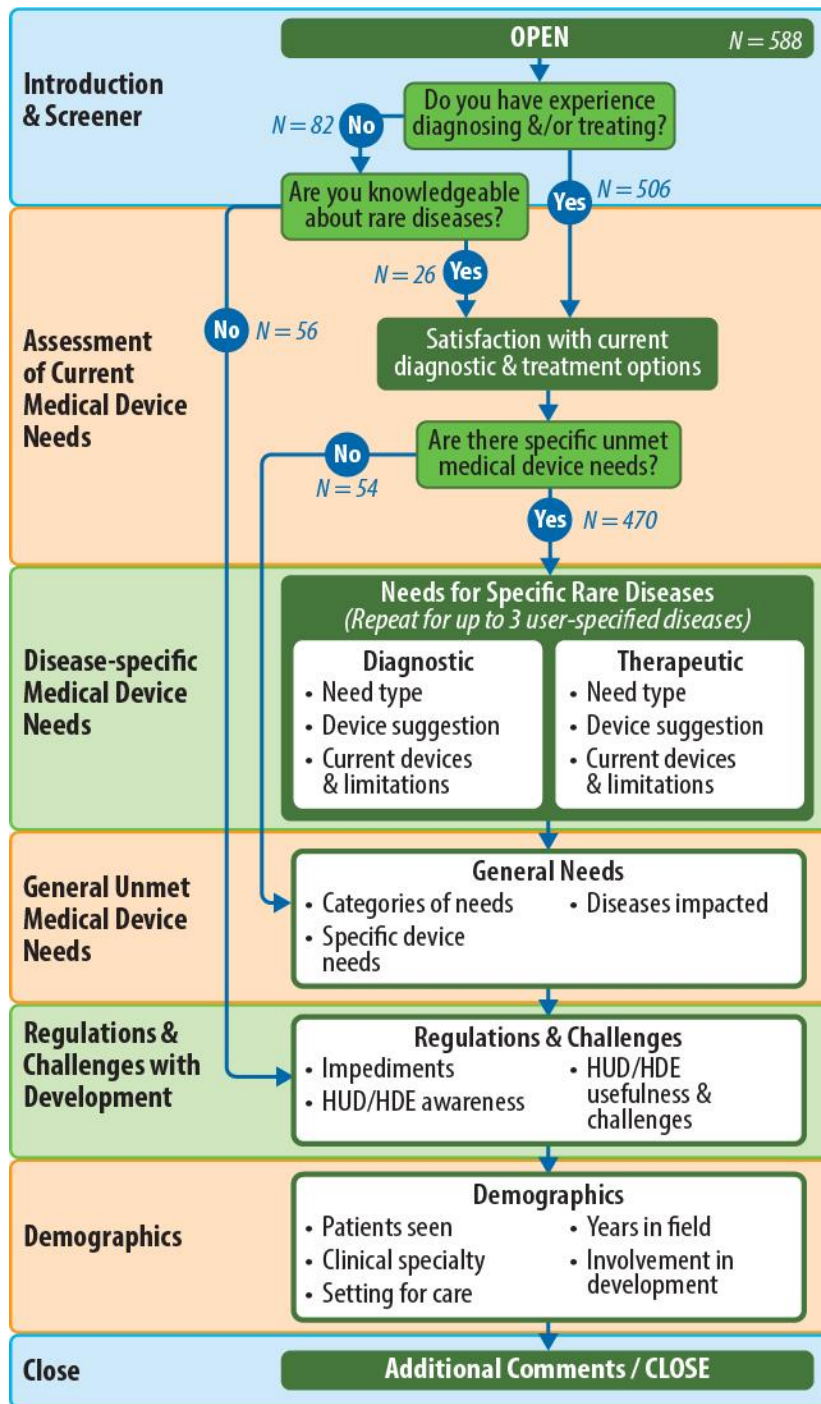 OPEN
N = 588
Introduction
& Screener
Do you have experience
diagnosing &/or treating?
N = 82
No
N = 506
Yes
Are you knowledgeable
about rare diseases?
N = 26
Yes
No
N = 56
Assessment
of Current
Medical Device
Needs
Satisfaction with current
diagnostic & treatment options
Are there specific unmet
medical device needs?
No
N = 54
Yes
N = 470
Disease-specific
Medical Device
Needs
Needs for Specific Rare Diseases
(Repeat for up to 3 user-specified diseases)
Diagnostic
• Need type
• Device suggestion
• Current devices
& limitations
Therapeutic
• Need type
• Device suggestion
• Current devices
& limitations
General Unmet
Medical Device
Needs
General Needs
• Categories of needs
• Specific device
needs
• Diseases impacted
Regulations &
Challenges with
Development
Regulations & Challenges
• Impediments
• HUD/HDE awareness
• HUD/HDE
usefulness &
challenges
Demographics
Demographics
• Patients seen
• Clinical specialty
• Setting for care
• Years in field
• Involvement in
development
Close
Additional Comments / CLOSE